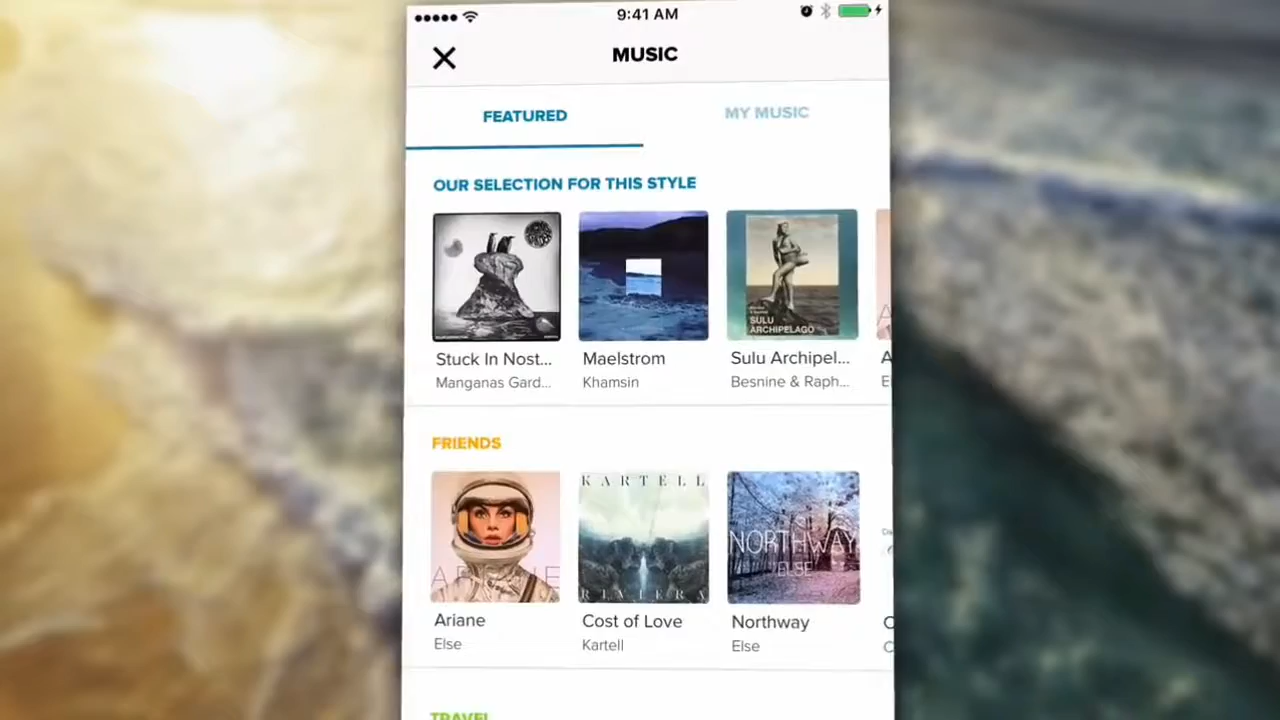 9:41 AM
MUSIC
FEATURED
MY MUSIC
OUR SELECTION FOR THIS STYLE
SULU
ARCHIPELAGO
Stuck In Nost...
Maelstrom
Sulu Archipel...
Manganas Gard...
Khamsin
Besnine & Raph...
FRIENDS
KARTELL
NORTHWAY
ELSE
ARIANE
RIVIERA
Ariane
Cost of Love
Northway
Else
Kartell
Else
TRAVEL